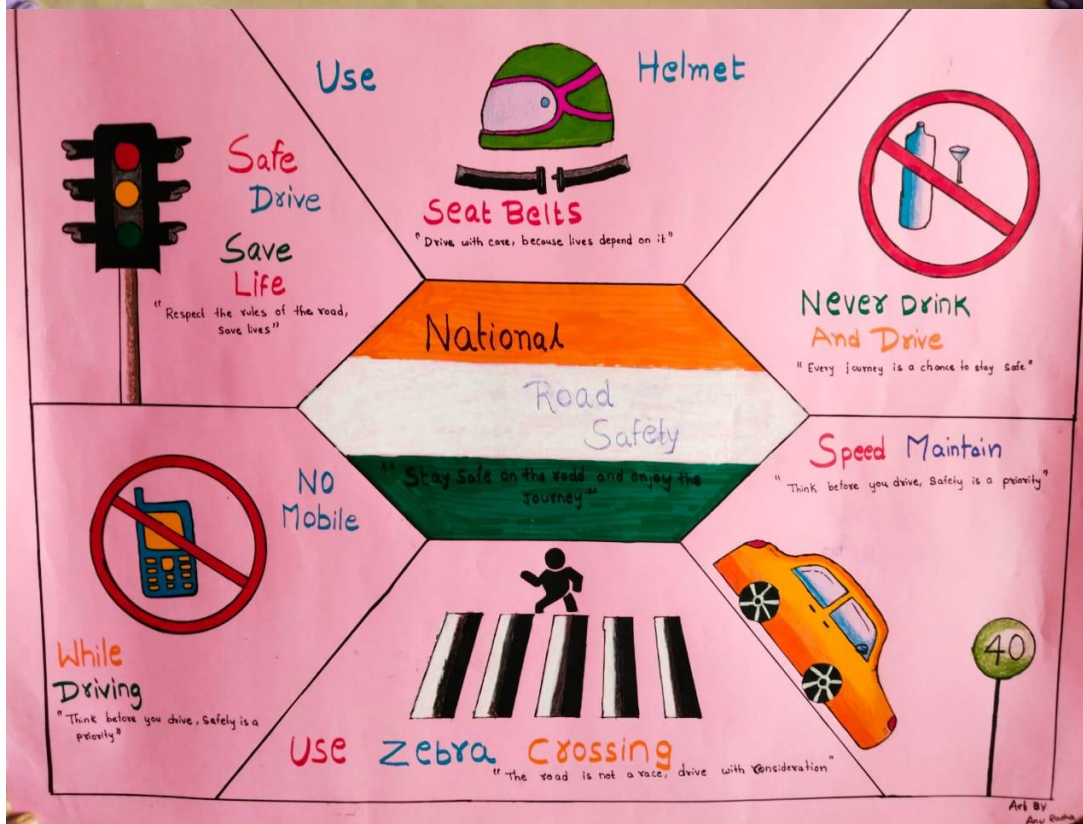 Use Helmet
Seat Belts
"Drive with care, because lives depend on it"
Safe
Drive
Save
Life
"Respect the rules of the road,
save lives"
Never Drink
And Drive
"Every journey is a chance to stay safe"
National
Road
Safety
"Stay Safe on the road and enjoy the
Journey"
No
Mobile
While
Driving
"Think before you drive, Safely is a
priority"
Speed Maintain
"Think before you drive, Safely is a priority"
40
Use Zebra Crossing
"The road is not a race, drive with consideration"
Art By
Anu Radha